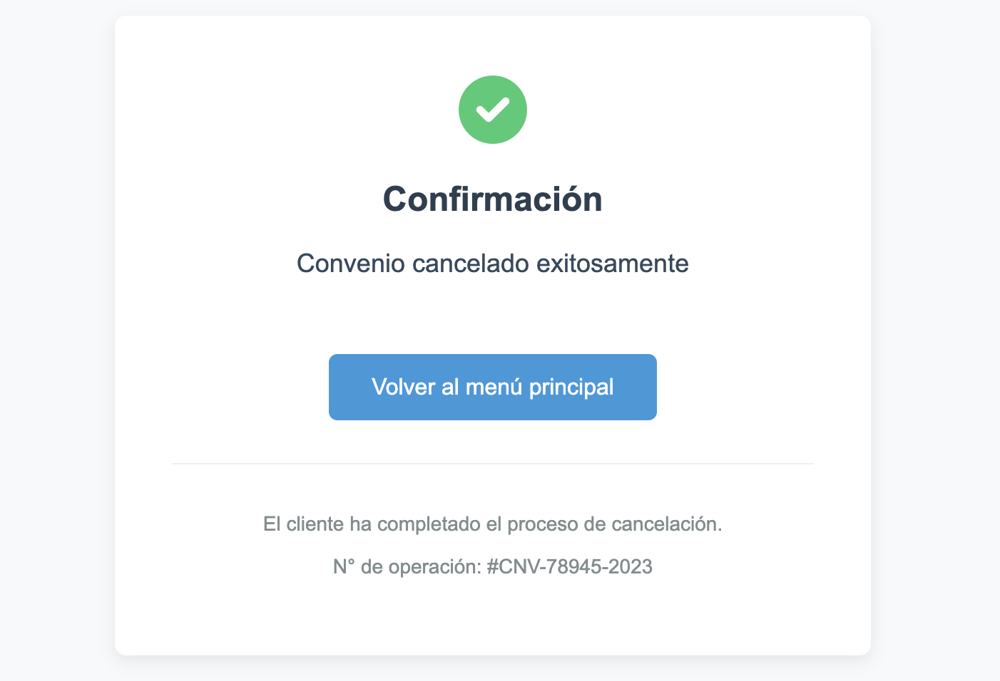 Confirmación
Convenio cancelado exitosamente
Volver al menú principal
El cliente ha completado el proceso de cancelación.
N° de operación: #CNV-78945-2023